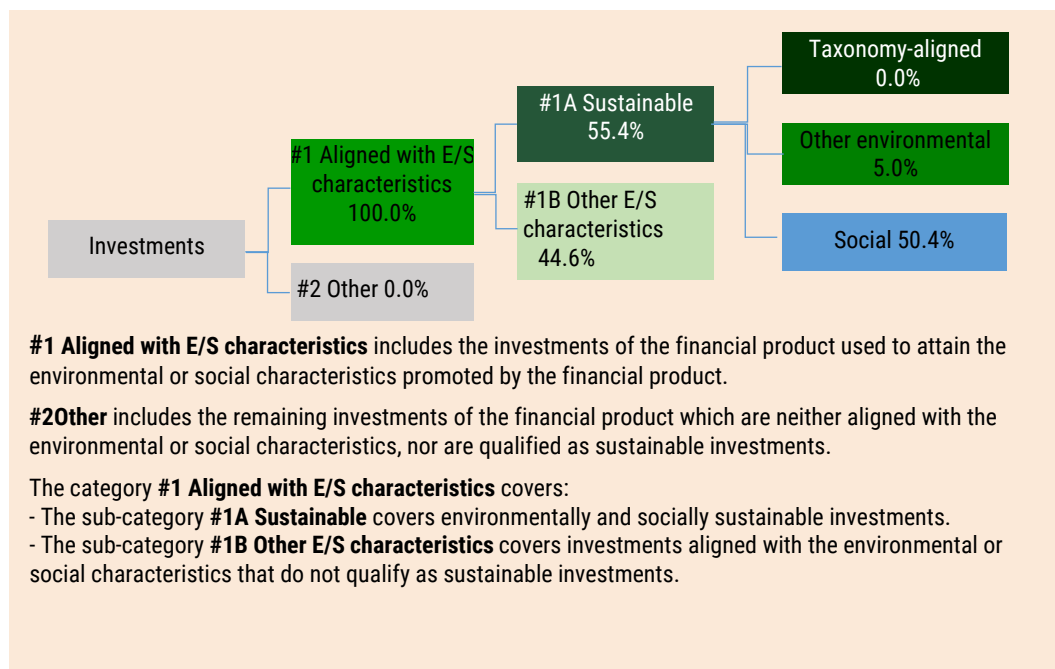 Investments
#1 Aligned with E/S
characteristics
100.0%
#2 Other 0.0%
#1A Sustainable
55.4%
#1B Other E/S
characteristics
44.6%
Taxonomy-aligned
0.0%
Other environmental
5.0%
Social 50.4%
#1 Aligned with E/S characteristics includes the investments of the financial product used to attain the
environmental or social characteristics promoted by the financial product.
#2Other includes the remaining investments of the financial product which are neither aligned with the
environmental or social characteristics, nor are qualified as sustainable investments.
The category #1 Aligned with E/S characteristics covers:
- The sub-category #1A Sustainable covers environmentally and socially sustainable investments.
- The sub-category #1B Other E/S characteristics covers investments aligned with the environmental or
social characteristics that do not qualify as sustainable investments.